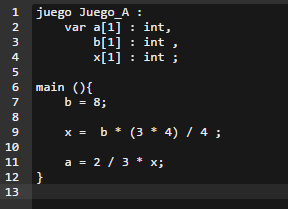 1 juego Juego_A :
2     var a[1] : int,
3         b[1] : int ,
4         x[1] : int ;
5
6 main (){
7     b = 8;
8
9     x =  b * (3 * 4) / 4 ;
10
11     a = 2 / 3 * x;
12 }
13